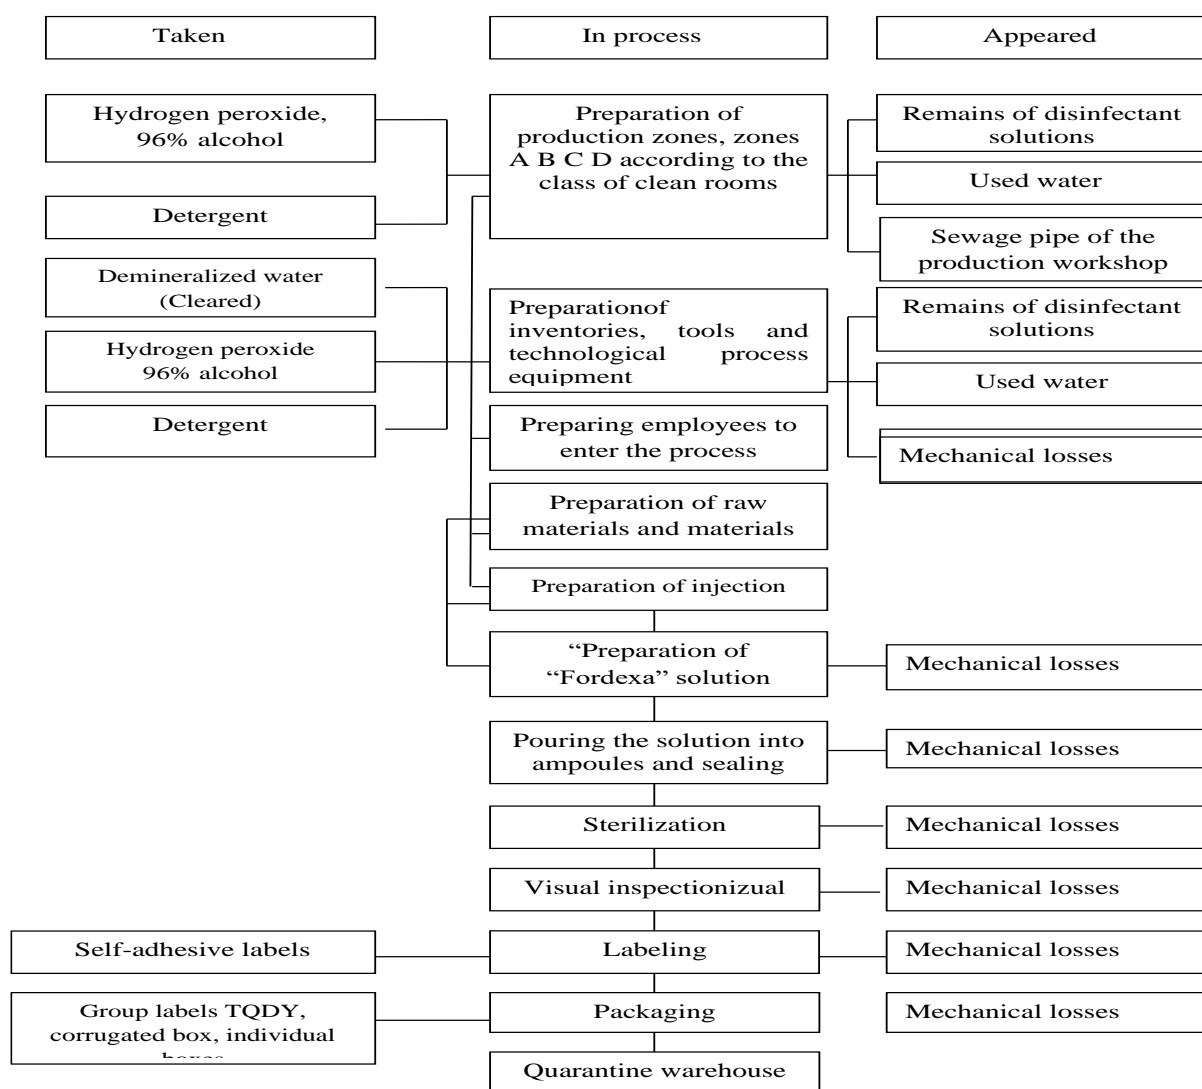 Taken
In process
Appeared
Hydrogen peroxide,
96% alcohol
Preparation of
production zones, zones
A B C D according to the
class of clean rooms
Remains of disinfectant
solutions
Used water
Detergent
Sewage pipe of the
production workshop
Demineralized water
(Cleared)
Hydrogen peroxide
96% alcohol
Detergent
Preparationof
inventories, tools and
technological process
equipment
Remains of disinfectant
solutions
Used water
Mechanical losses
Preparing employees to
enter the process
Preparation of raw
materials and materials
Preparation of injection
“Preparation of
“Fordexa” solution
Mechanical losses
Pouring the solution into
ampoules and sealing
Mechanical losses
Sterilization
Mechanical losses
Visual inspectionizual
Mechanical losses
Self-adhesive labels
Labeling
Mechanical losses
Group labels TQDY,
corrugated box, individual
Packaging
Mechanical losses
Quarantine warehouse